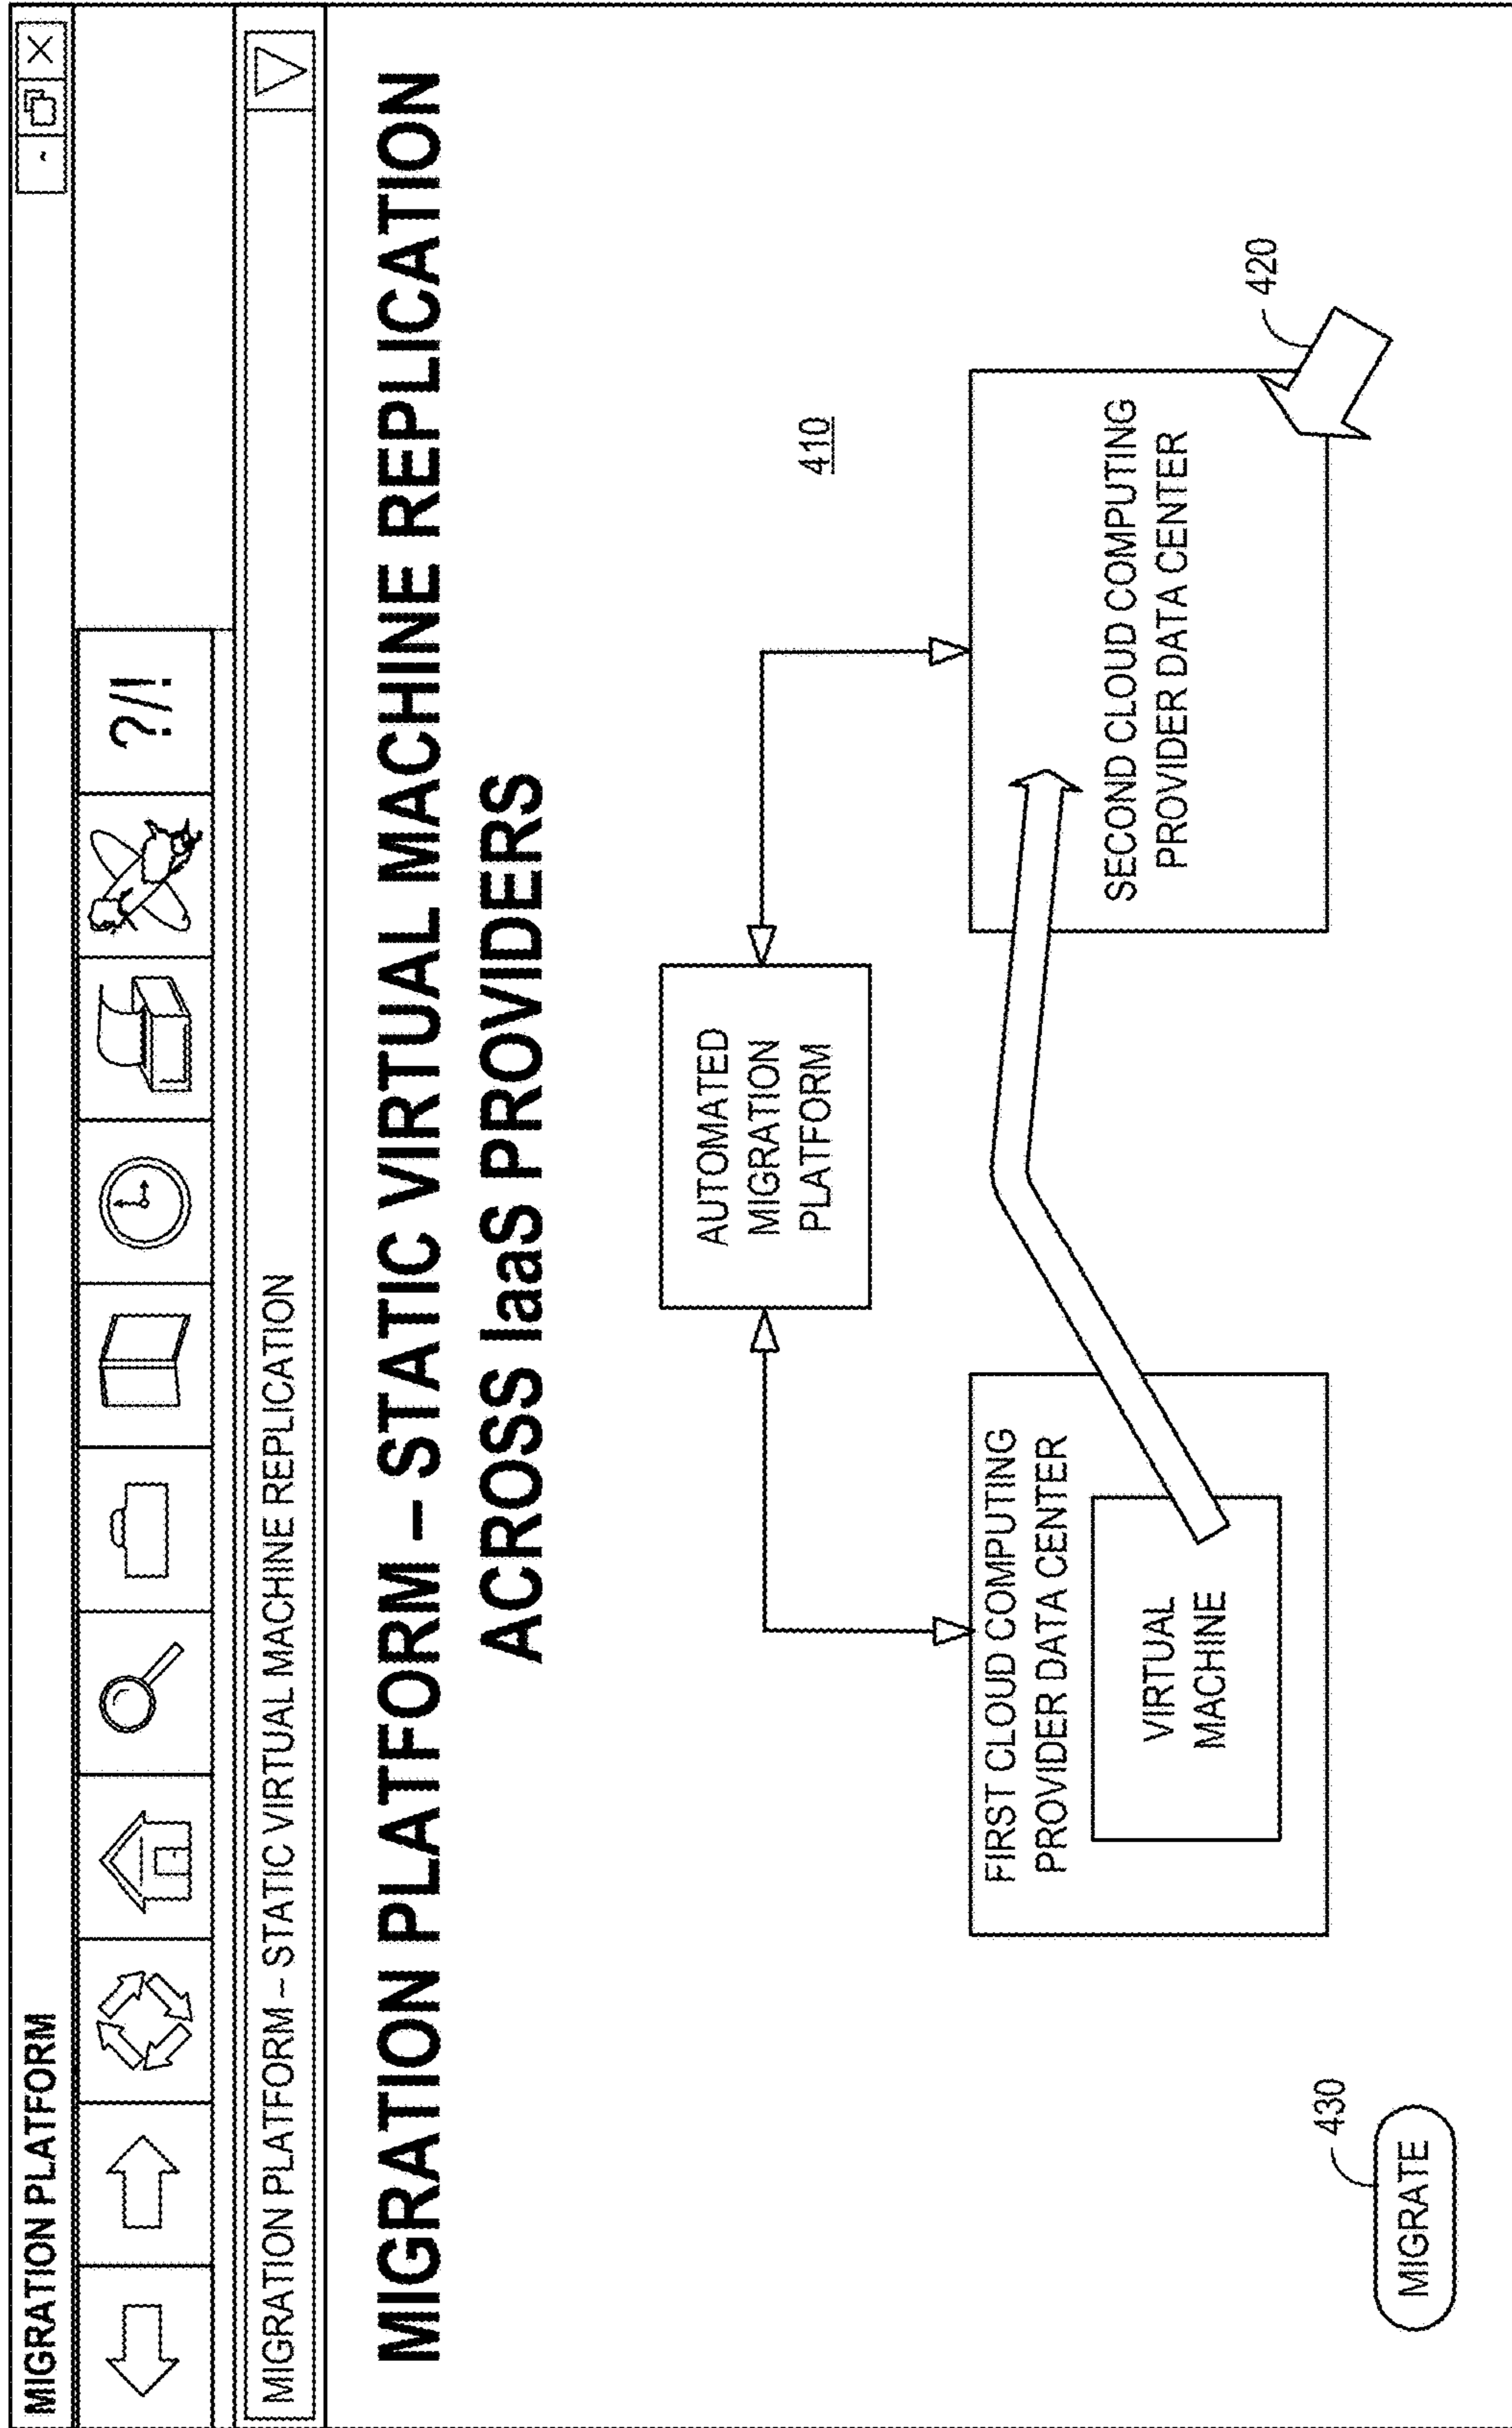 MIGRATION PLATFORM
?/!
MIGRATION PLATFORM – STATIC VIRTUAL MACHINE REPLICATION
MIGRATION PLATFORM – STATIC VIRTUAL MACHINE REPLICATION
ACROSS IaaS PROVIDERS
410
AUTOMATED
MIGRATION
PLATFORM
FIRST CLOUD COMPUTING
PROVIDER DATA CENTER
VIRTUAL
MACHINE
SECOND CLOUD COMPUTING
PROVIDER DATA CENTER
420
430
MIGRATE